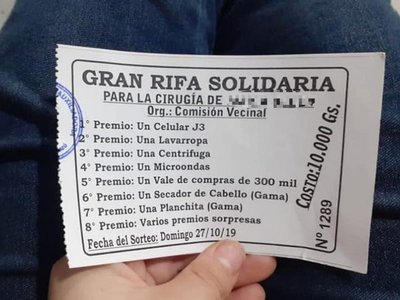 GRAN RIFA SOLIDARIA
PARA LA CIRUGÍA DE
Org.: Comisión Vecinal
1° Premio: Un Celular J3
2° Premio: Una Lavarropa
3° Premio: Una Centrifuga
4° Premio: Un Microondas
5° Premio: Un Vale de compras de 300 mil
6° Premio: Un Secador de Cabello (Gama)
7° Premio: Una Planchita (Gama)
8° Premio: Varios premios sorpresas
Fecha del Sorteo: Domingo 27/10/19
COSTO: 10.000 GS.
Nº 1289